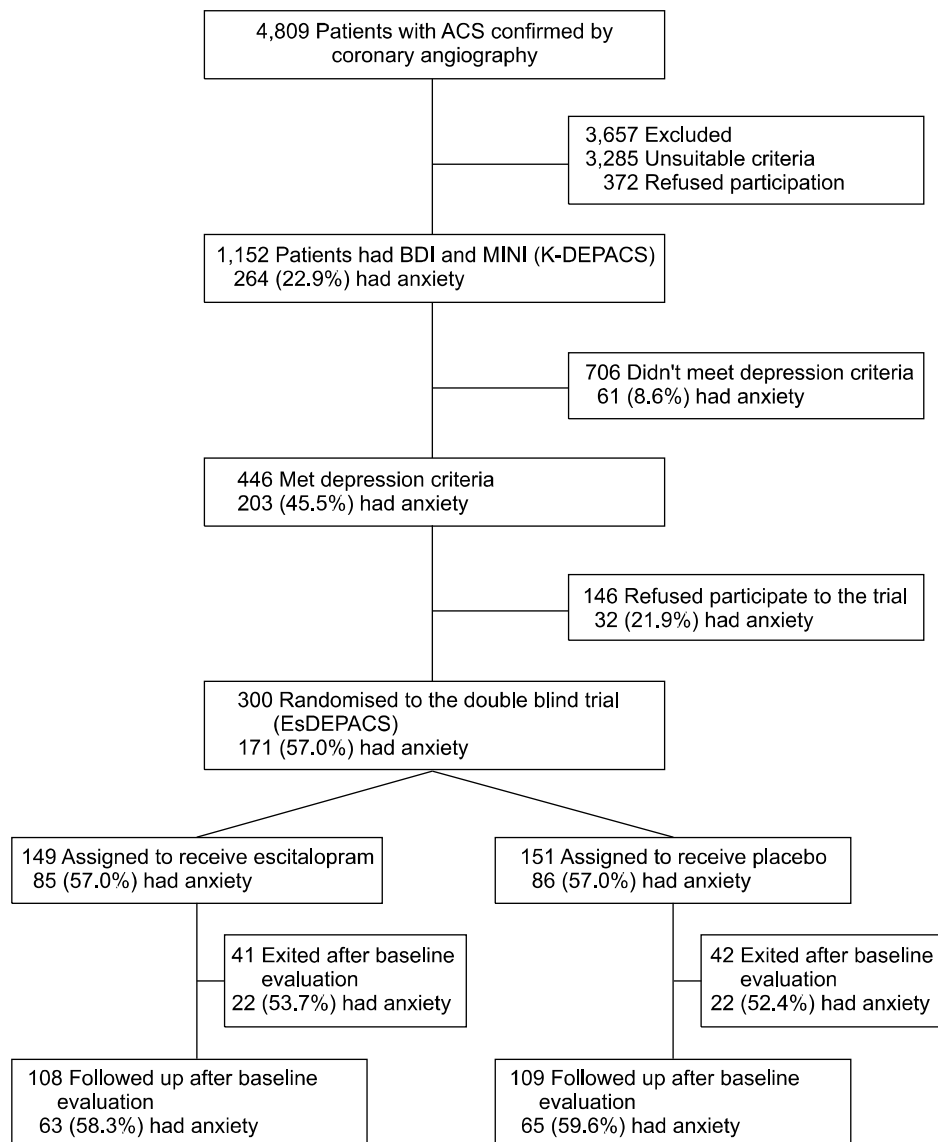 4,809 Patients with ACS confirmed by
coronary angiography
3,657 Excluded
3,285 Unsuitable criteria
372 Refused participation
1,152 Patients had BDI and MINI (K-DEPACS)
264 (22.9%) had anxiety
706 Didn't meet depression criteria
61 (8.6%) had anxiety
446 Met depression criteria
203 (45.5%) had anxiety
146 Refused participate to the trial
32 (21.9%) had anxiety
300 Randomised to the double blind trial
(EsDEPACS)
171 (57.0%) had anxiety
149 Assigned to receive escitalopram
85 (57.0%) had anxiety
151 Assigned to receive placebo
86 (57.0%) had anxiety
41 Exited after baseline
evaluation
22 (53.7%) had anxiety
42 Exited after baseline
evaluation
22 (52.4%) had anxiety
108 Followed up after baseline
evaluation
63 (58.3%) had anxiety
109 Followed up after baseline
evaluation
65 (59.6%) had anxiety